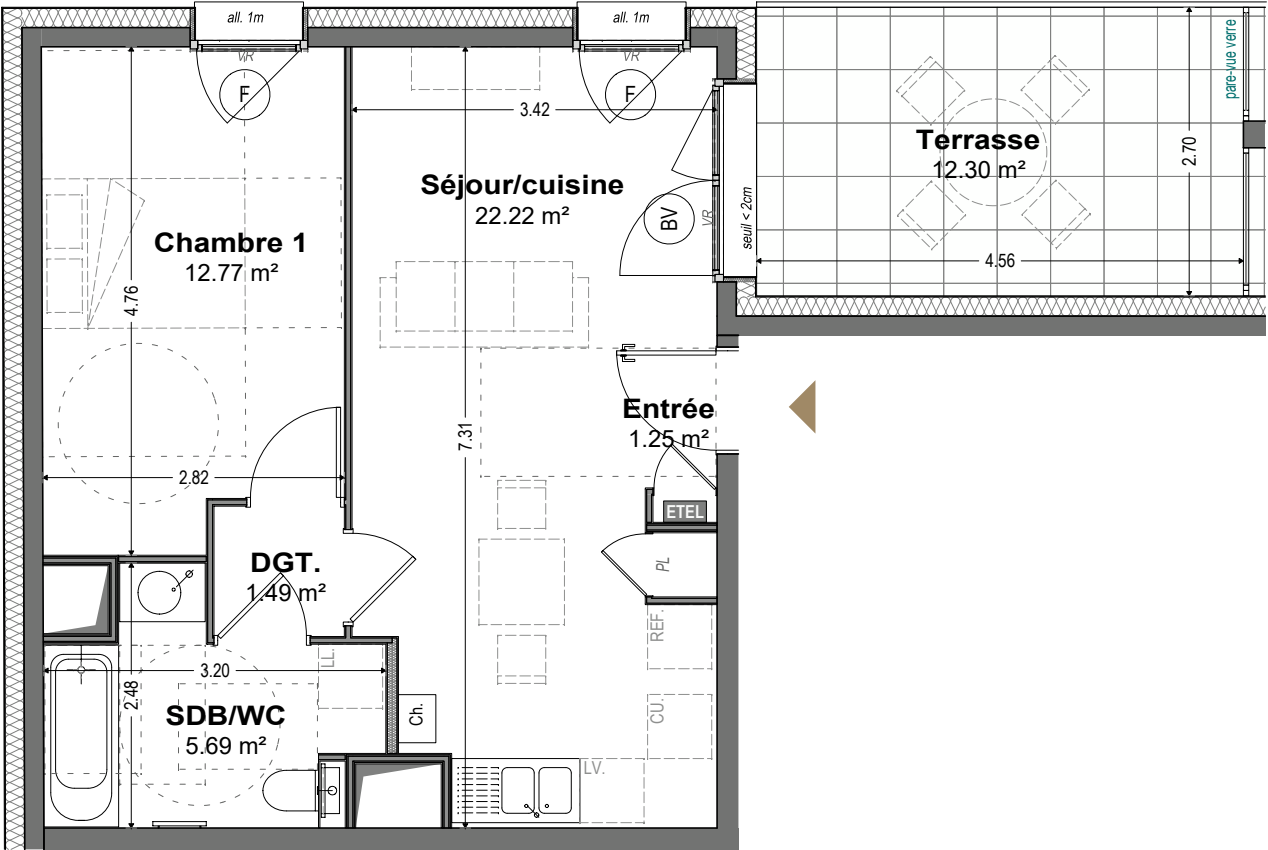 all. 1m
all. 1m
VR
VR
F
F
pare-vue verre
3.42
2.70
Terrasse
12.30 m²
Séjour/cuisine
22.22 m²
BV
VR
seuil < 2cm
Chambre 1
12.77 m²
4.56
4.76
Entrée
1.25 m²
7.31
2.82
ETEL
DGT.
1.49 m²
PL
REF.
LL.
3.20
2.48
SDB/WC
5.69 m²
Ch.
CU.
LV.